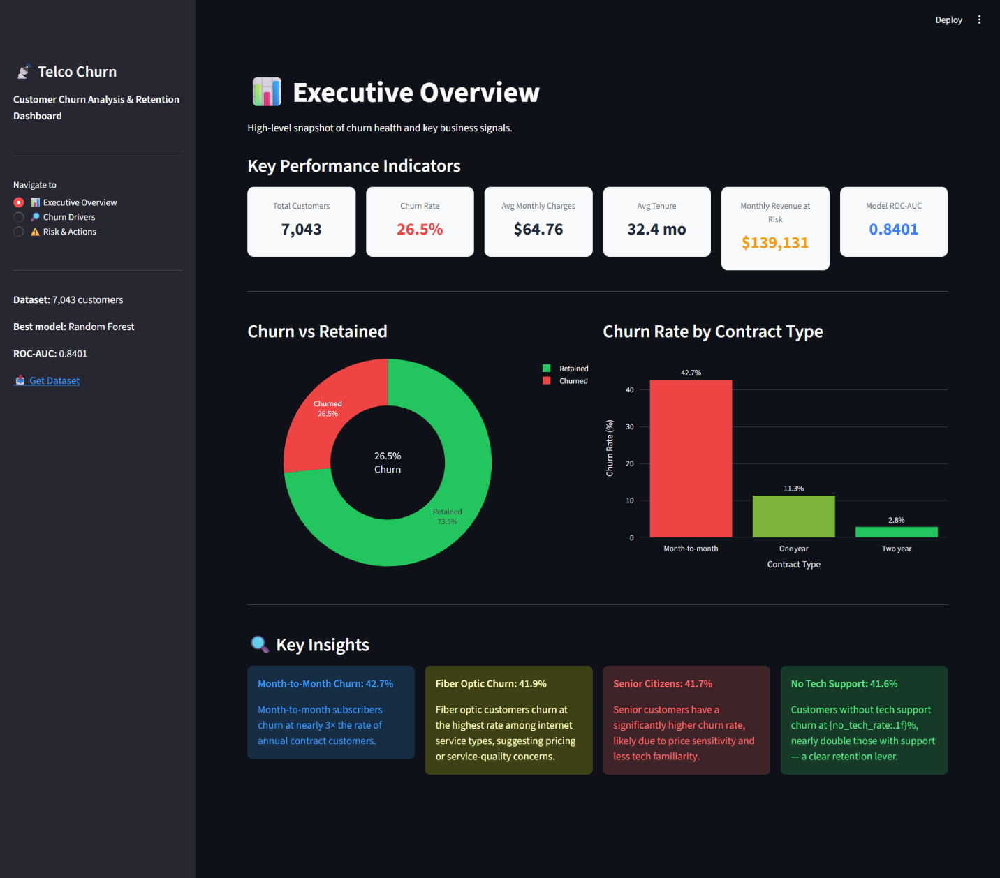 Deploy
Telco Churn
Customer Churn Analysis & Retention
Dashboard
Navigate to
Executive Overview
Churn Drivers
Risk & Actions
Dataset: 7,043 customers
Best model: Random Forest
ROC-AUC: 0.8401
Get Dataset
Executive Overview
High-level snapshot of churn health and key business signals.
Key Performance Indicators
Total Customers
7,043
Churn Rate
26.5%
Avg Monthly Charges
$64.76
Avg Tenure
32.4 mo
Monthly Revenue at
Risk
$139,131
Model ROC-AUC
0.8401
Churn vs Retained
Retained
Churned
Churned
26.5%
26.5%
Churn
Retained
73.5%
Churn Rate by Contract Type
Churn Rate (%)
40
30
20
10
0
42.7%
11.3%
2.8%
Month-to-month
One year
Two year
Contract Type
Key Insights
Month-to-Month Churn: 42.7%
Month-to-month subscribers
churn at nearly 3× the rate of
annual contract customers.
Fiber Optic Churn: 41.9%
Fiber optic customers churn at
the highest rate among internet
service types, suggesting pricing
or service-quality concerns.
Senior Citizens: 41.7%
Senior customers have a
significantly higher churn rate,
likely due to price sensitivity and
less tech familiarity.
No Tech Support: 41.6%
Customers without tech support
churn at {no_tech_rate:.1f}%,
nearly double those with support
— a clear retention lever.